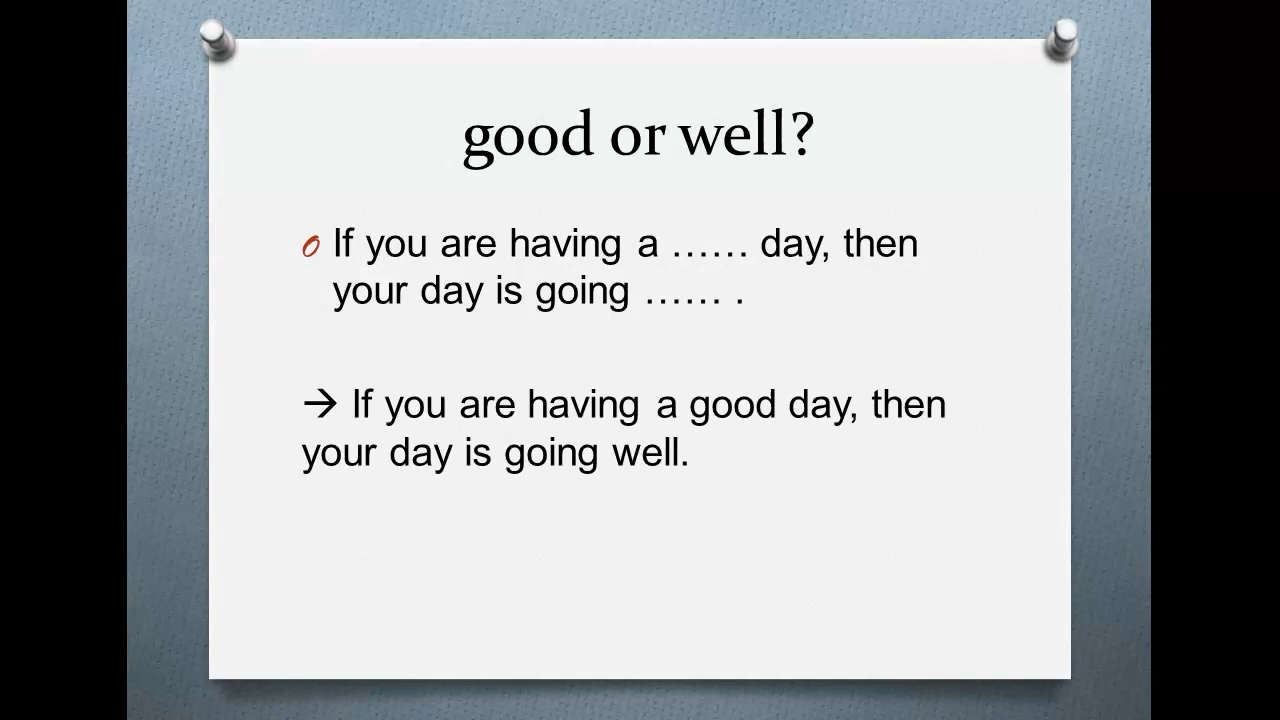 good or well?
If you are having a …… day, then
your day is going …… .
→ If you are having a good day, then
your day is going well.